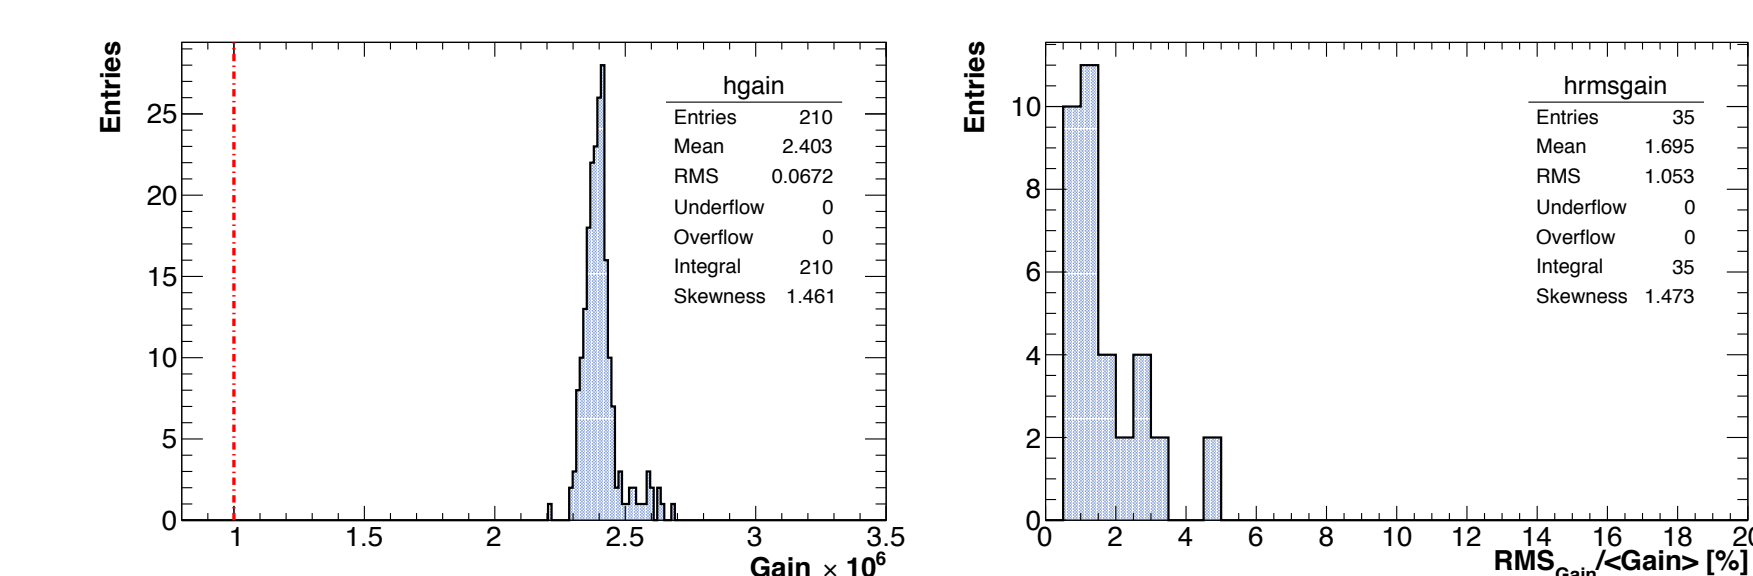 Entries
25
20
15
10
5
0
1 1.5 2 2.5 3 3.5
Gain × 10⁶
hgain
Entries 210
Mean 2.403
RMS 0.0672
Underflow 0
Overflow 0
Integral 210
Skewness 1.461
Entries
10
8
6
4
2
0
0 2 4 6 8 10 12 14 16 18 20
RMS_Gain/<Gain> [%]
hrmsgain
Entries 35
Mean 1.695
RMS 1.053
Underflow 0
Overflow 0
Integral 35
Skewness 1.473